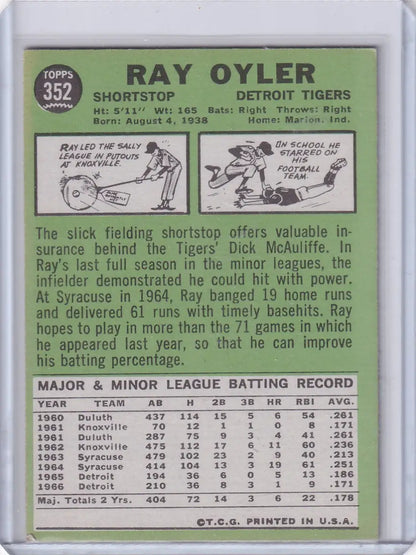 TOPPS
352
RAY OYLER
SHORTSTOP DETROIT TIGERS
Ht: 5'11" Wt: 165 Bats: Right Throws: Right
Born: August 4, 1938 Home: Marion, Ind.
RAY LED THE SALLY
LEAGUE IN PUTOUTS
AT KNOXVILLE.
IN SCHOOL HE
STARRED ON
HIS
FOOTBALL
TEAM.
The slick fielding shortstop offers valuable in-
surance behind the Tigers' Dick McAuliffe. In
Ray's last full season in the minor leagues, the
infielder demonstrated he could hit with power.
At Syracuse in 1964, Ray banged 19 home runs
and delivered 61 runs with timely basehits. Ray
hopes to play in more than the 71 games in which
he appeared last year, so that he can improve
his batting percentage.
MAJOR & MINOR LEAGUE BATTING RECORD
YEAR TEAM AB H 2B 3B HR RBI AVG.
1960 Duluth 437 114 15 5 6 54 .261
1961 Knoxville 70 12 1 1 0 8 .171
1961 Duluth 287 75 9 3 4 41 .261
1962 Knoxville 475 112 17 6 11 60 .236
1963 Syracuse 479 102 23 2 9 40 .213
1964 Syracuse 414 104 13 3 19 61 .251
1965 Detroit 194 36 6 0 5 13 .186
1966 Detroit 210 36 8 3 1 9 .171
Maj. Totals 2 Yrs. 404 72 14 3 6 22 .178
©T.C.G. PRINTED IN U.S.A.